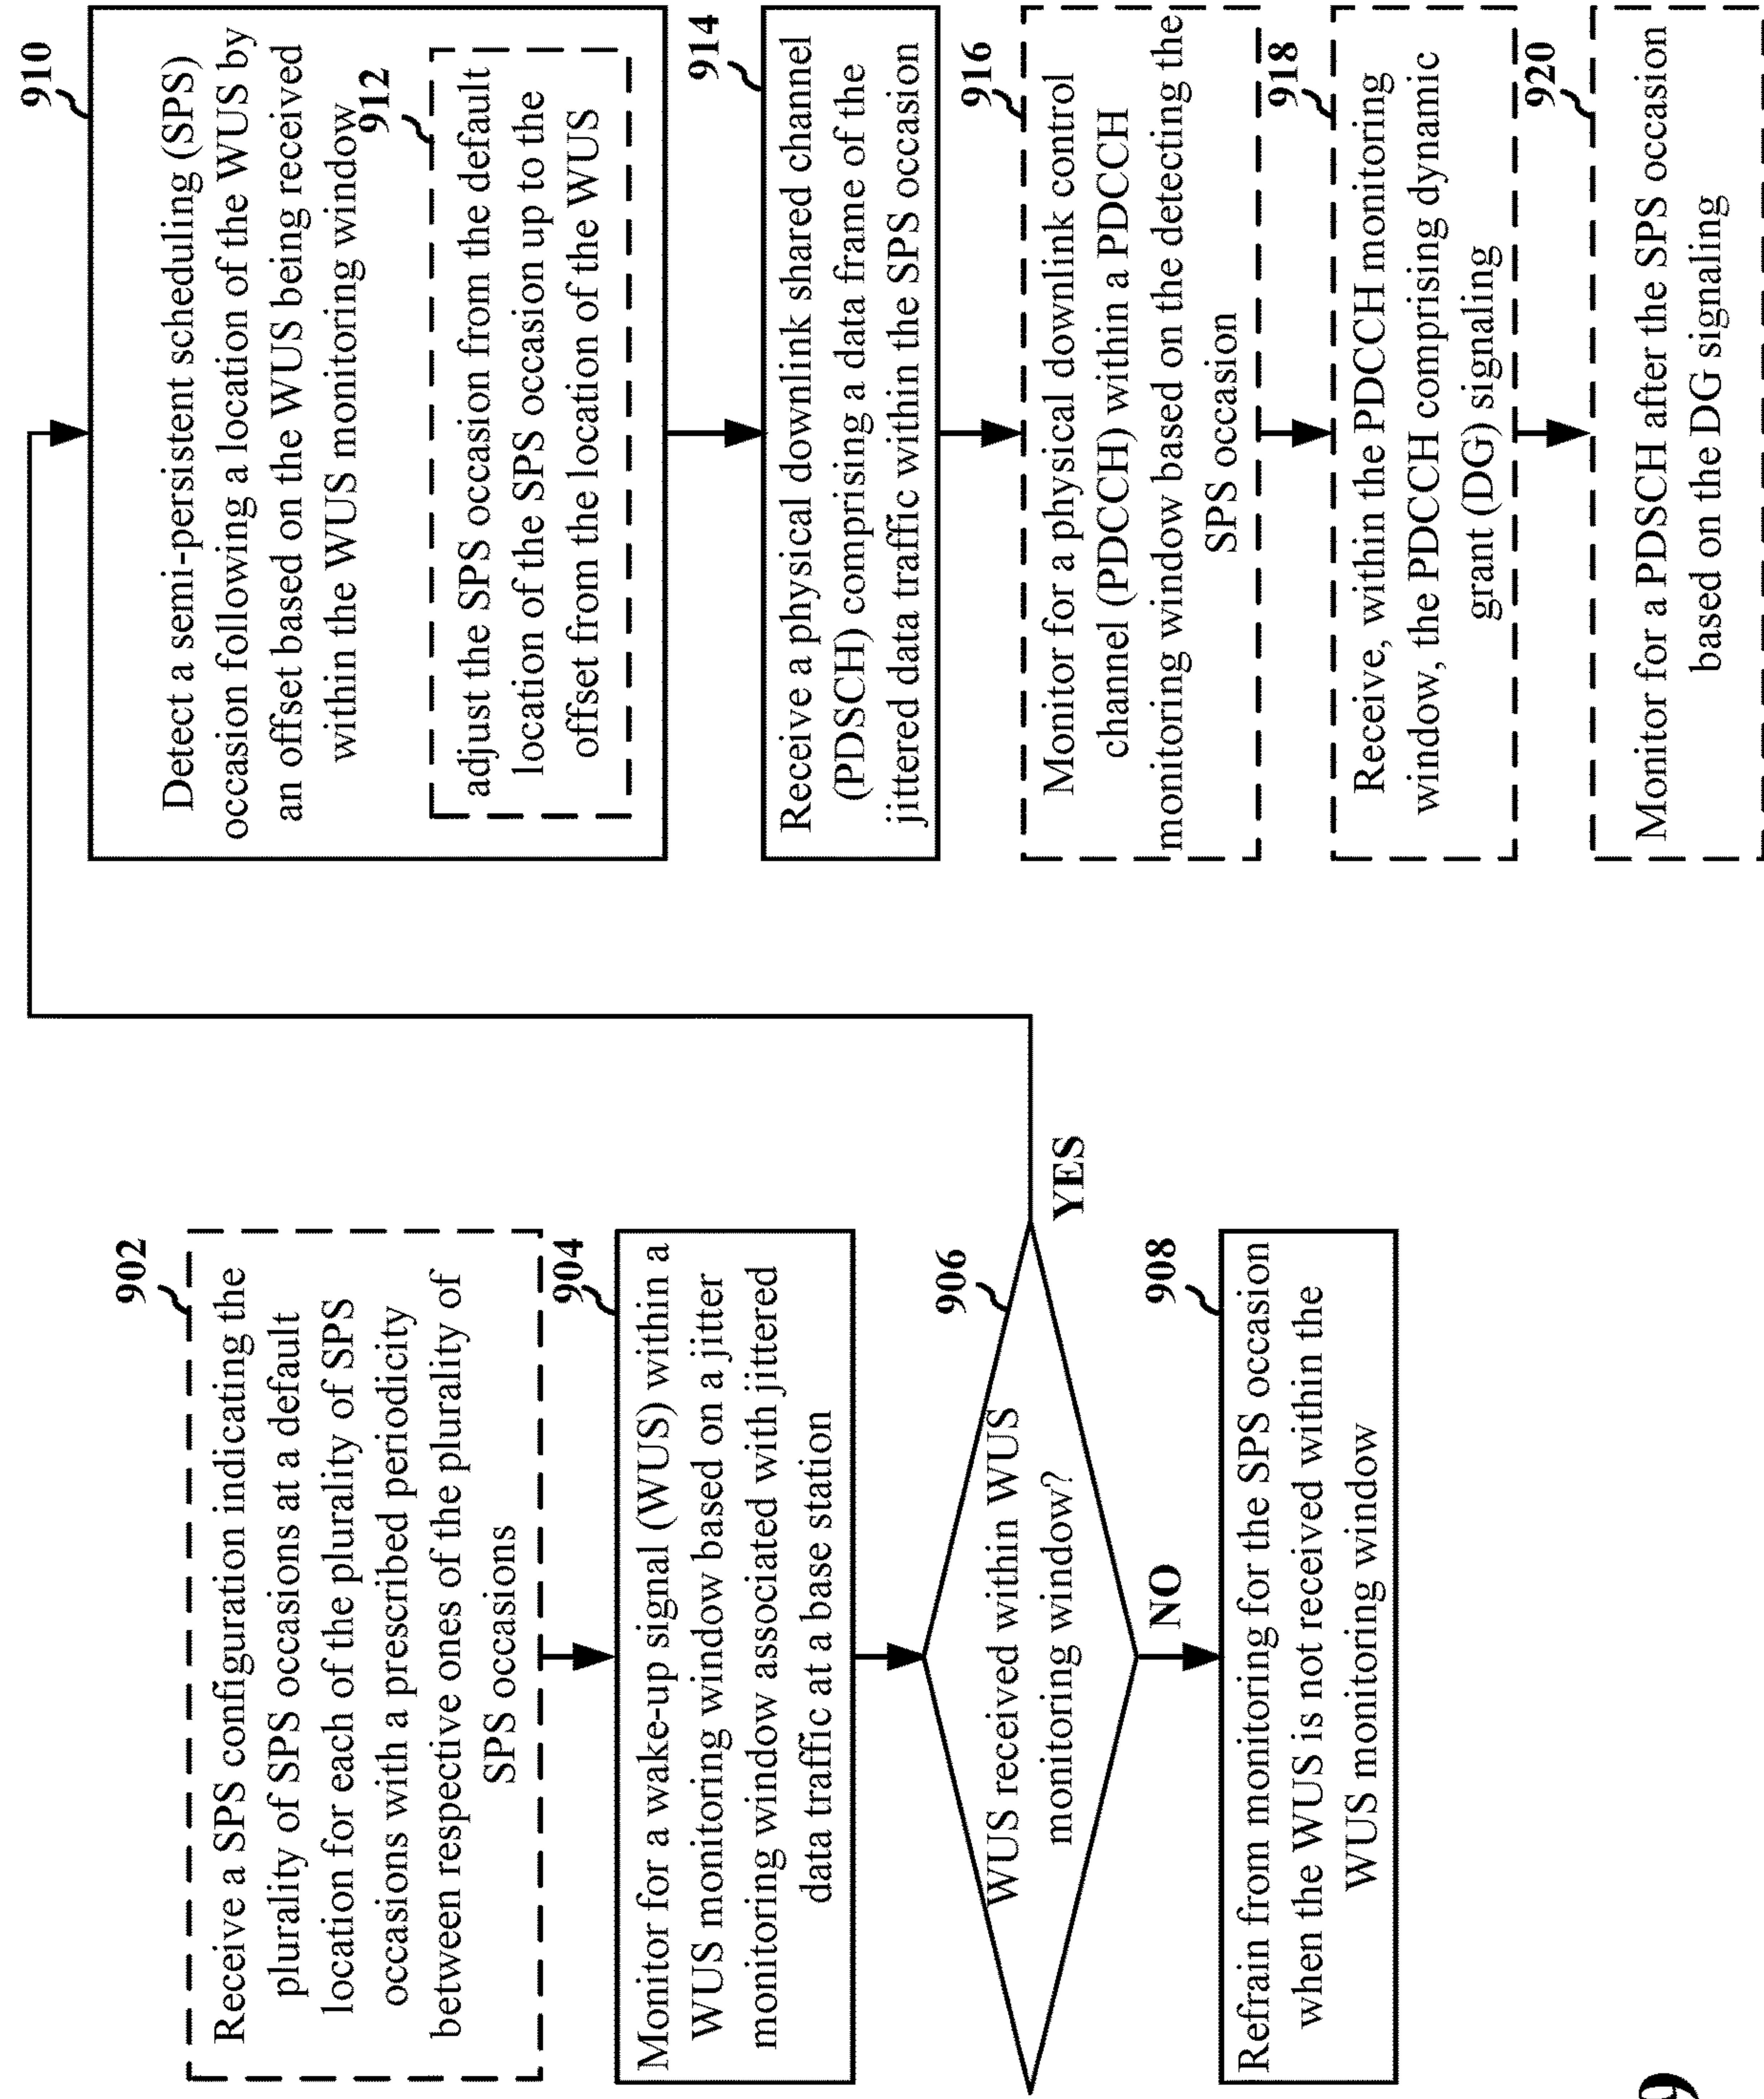 902
Receive a SPS configuration indicating the
plurality of SPS occasions at a default
location for each of the plurality of SPS
occasions with a prescribed periodicity
between respective ones of the plurality of
SPS occasions
904
Monitor for a wake-up signal (WUS) within a
WUS monitoring window based on a jitter
monitoring window associated with jittered
data traffic at a base station
906
WUS received within WUS
monitoring window?
YES
NO
908
Refrain from monitoring for the SPS occasion
when the WUS is not received within the
WUS monitoring window
910
Detect a semi-persistent scheduling (SPS)
occasion following a location of the WUS by
an offset based on the WUS being received
within the WUS monitoring window
912
adjust the SPS occasion from the default
location of the SPS occasion up to the
offset from the location of the WUS
914
Receive a physical downlink shared channel
(PDSCH) comprising a data frame of the
jittered data traffic within the SPS occasion
916
Monitor for a physical downlink control
channel (PDCCH) within a PDCCH
monitoring window based on the detecting the
SPS occasion
918
Receive, within the PDCCH monitoring
window, the PDCCH comprising dynamic
grant (DG) signaling
920
Monitor for a PDSCH after the SPS occasion
based on the DG signaling
9